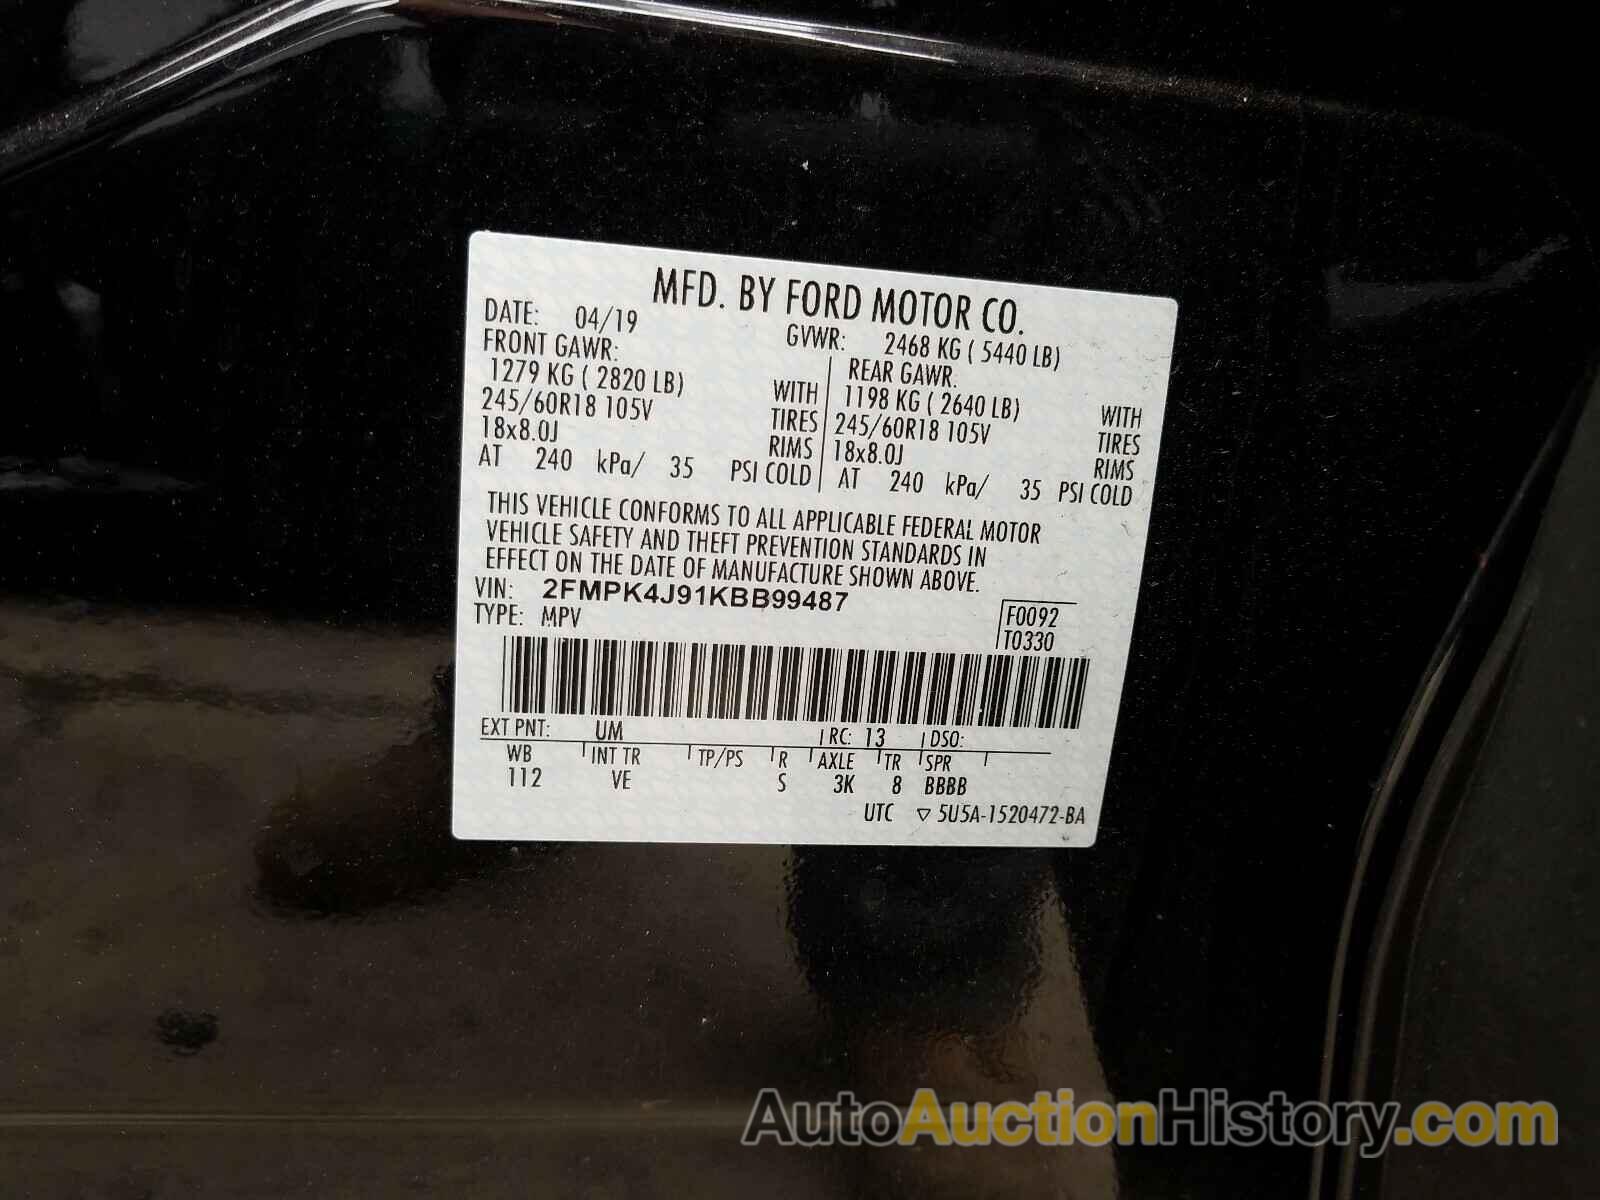 MFD. BY FORD MOTOR CO.
DATE: 04/19 GVWR: 2468 KG ( 5440 LB)
FRONT GAWR: REAR GAWR.
1279 KG ( 2820 LB) WITH 1198 KG ( 2640 LB) WITH
245/60R18 105V TIRES 245/60R18 105V TIRES
18x8.0J RIMS 18x8.0J RIMS
AT 240 kPa/ 35 PSI COLD AT 240 kPa/ 35 PSI COLD
THIS VEHICLE CONFORMS TO ALL APPLICABLE FEDERAL MOTOR
VEHICLE SAFETY AND THEFT PREVENTION STANDARDS IN
EFFECT ON THE DATE OF MANUFACTURE SHOWN ABOVE.
VIN: 2FMPK4J91KBB99487
TYPE: MPV F0092
T0330
EXT PNT: UM RC: 13 DSO:
WB INT TR TP/PS R AXLE TR SPR
112 VE S 3K 8 BBBB
UTC ▽ 5U5A-1520472-BA
AutoAuctionHistory.com